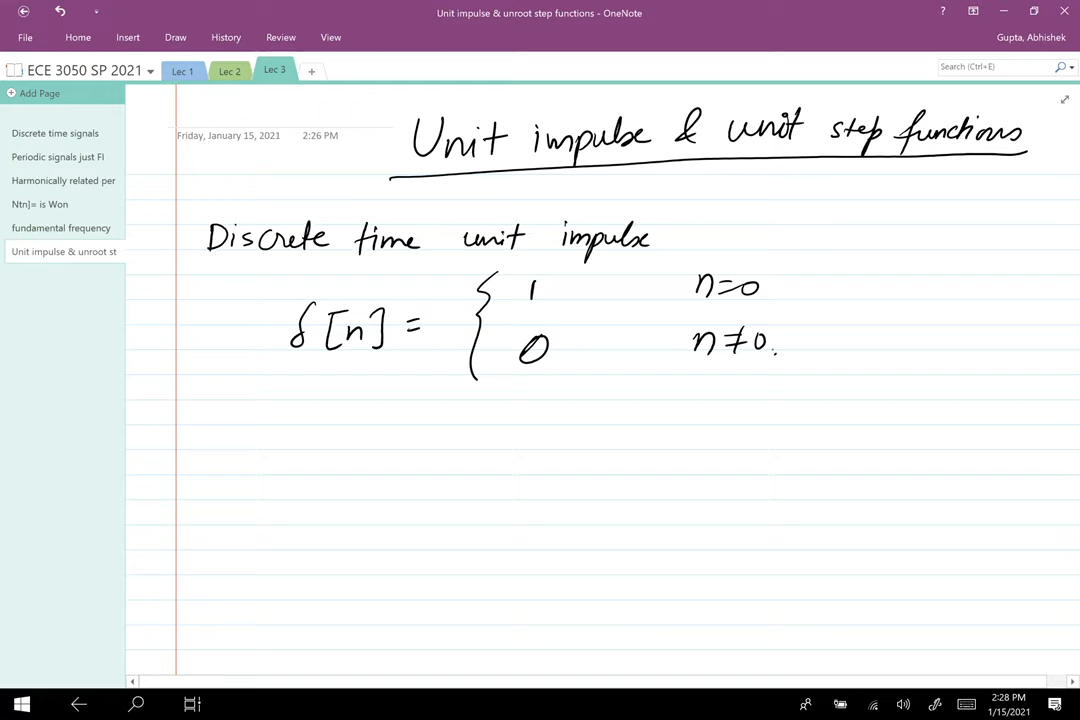 Unit impulse & unroot step functions - OneNote
?
File Home Insert Draw History Review View
Gupta, Abhishek
ECE 3050 SP 2021
Lec 1 Lec 2 Lec 3 +
Search (Ctrl+E)
Add Page
Discrete time signals
Periodic signals just FI
Harmonically related per
Ntn]= is Won
fundamental frequency
Unit impulse & unroot st
Friday, January 15, 2021 2:26 PM
Unit impulse & unit step functions
Discrete time unit impulse
δ[n] = { 1 n=0
0 n≠0.
2:28 PM
1/15/2021